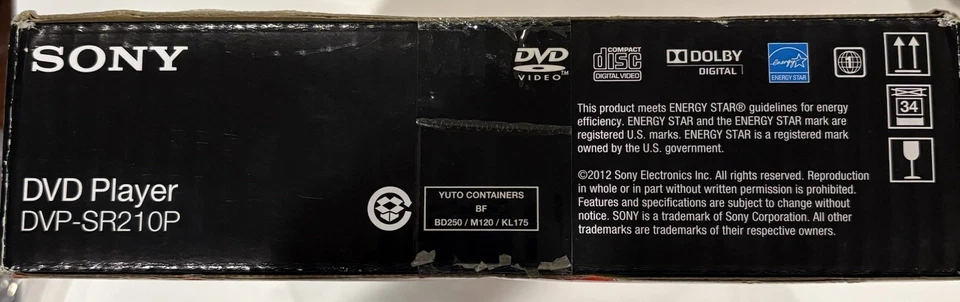 SONY
DVD Player
DVP-SR210P
YUTO CONTAINERS
BF
BD250 / M120 / KL175
DVD
VIDEO™
COMPACT
disc
DIGITAL VIDEO
DOLBY
DIGITAL
energy
ENERGY STAR
1
34
This product meets ENERGY STAR® guidelines for energy
efficiency. ENERGY STAR and the ENERGY STAR mark are
registered U.S. marks. ENERGY STAR is a registered mark
owned by the U.S. government.
©2012 Sony Electronics Inc. All rights reserved. Reproduction
in whole or in part without written permission is prohibited.
Features and specifications are subject to change without
notice. SONY is a trademark of Sony Corporation. All other
trademarks are trademarks of their respective owners.